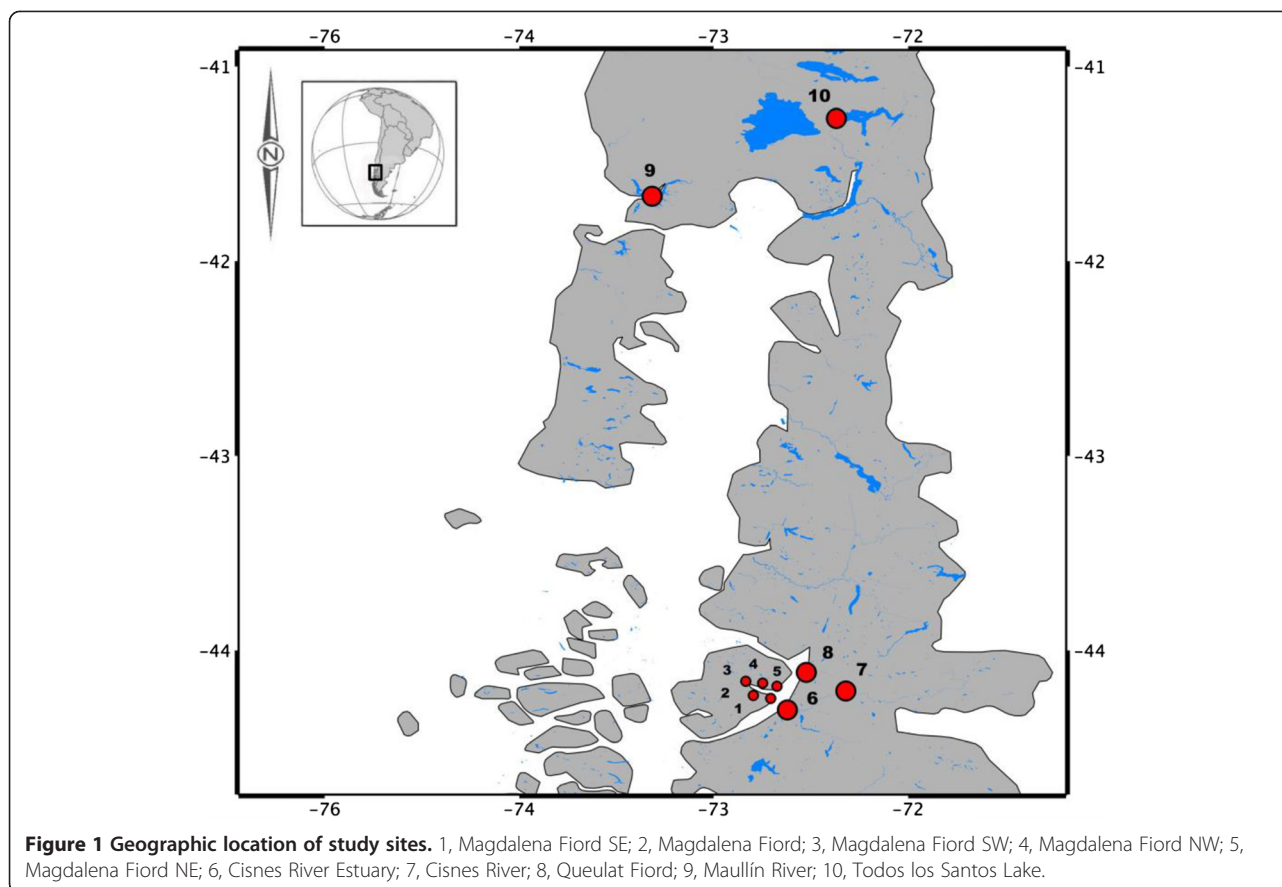 -76 -74 -73 -72
-41 -41
10
N
9
-42 -42
-43 -43
-44 -44
8
3 4 5 7
2 6
1
-76 -74 -73 -72
Figure 1 Geographic location of study sites. 1, Magdalena Fiord SE; 2, Magdalena Fiord; 3, Magdalena Fiord SW; 4, Magdalena Fiord NW; 5,
Magdalena Fiord NE; 6, Cisnes River Estuary; 7, Cisnes River; 8, Queulat Fiord; 9, Maullín River; 10, Todos los Santos Lake.